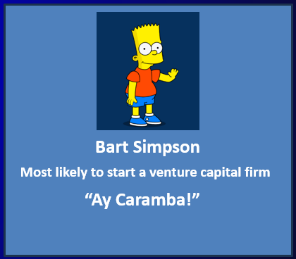 Bart Simpson
Most likely to start a venture capital firm
“Ay Caramba!”